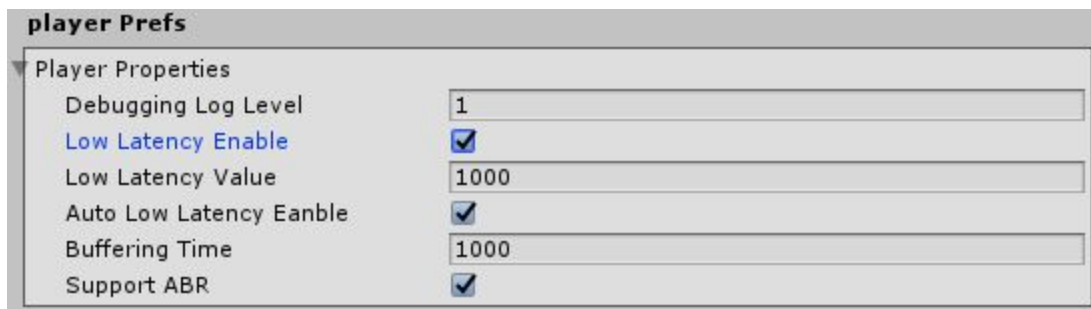 player Prefs
Player Properties
Debugging Log Level 1
Low Latency Enable
Low Latency Value 1000
Auto Low Latency Eanble
Buffering Time 1000
Support ABR